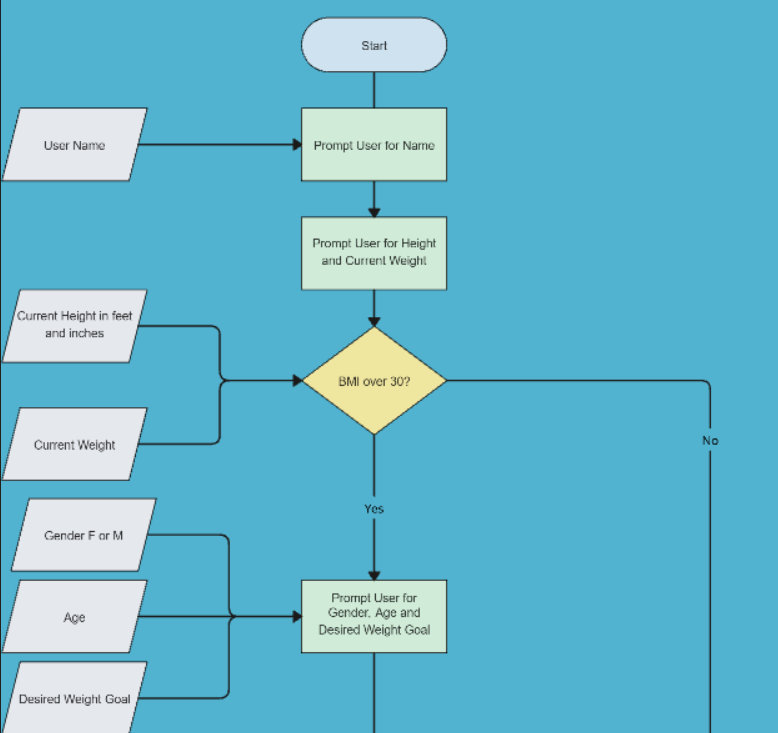 Start
User Name
Prompt User for Name
Prompt User for Height
and Current Weight
Current Height in feet
and inches
BMI over 30?
Current Weight
No
Yes
Gender F or M
Age
Prompt User for
Gender, Age and
Desired Weight Goal
Desired Weight Goal